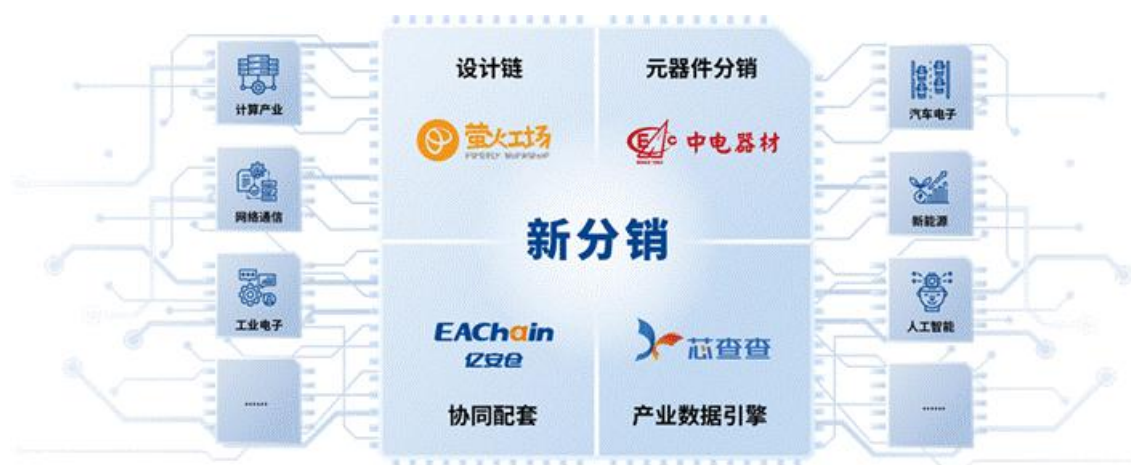 设计链
元器件分销
萤火工场
FIREFLY WORKSHOP
CEAC
中电器材
新分销
EAChain
亿安仓
芯查查
协同配套
产业数据引擎
计算产业
网络通信
工业电子
......
汽车电子
新能源
人工智能
......